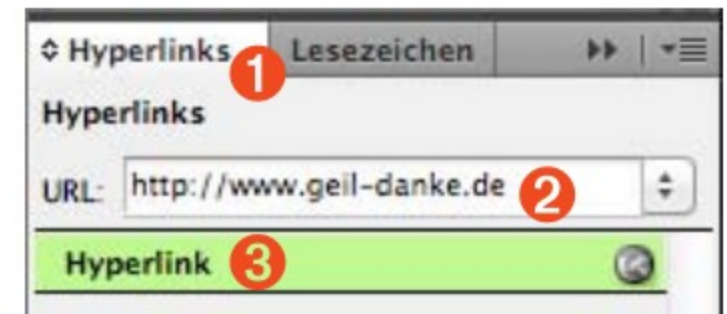 Hyperlinks 1 Lesezeichen
Hyperlinks
URL: http://www.geil-danke.de 2
Hyperlink 3